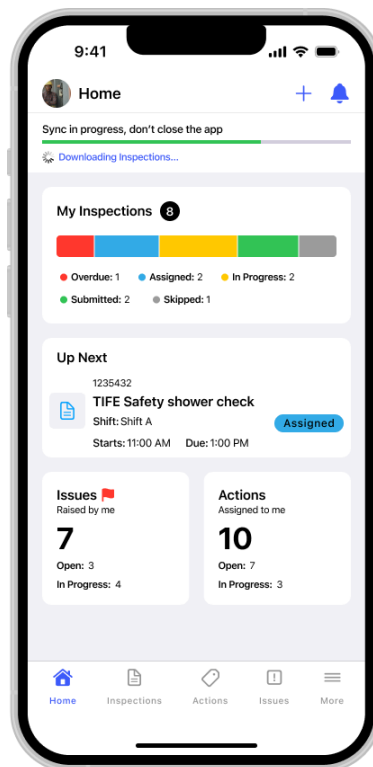 9:41
Home
Sync in progress, don't close the app
Downloading Inspections...
My Inspections 8
Overdue: 1 Assigned: 2 In Progress: 2
Submitted: 2 Skipped: 1
Up Next
1235432
TIFE Safety shower check
Shift: Shift A
Assigned
Starts: 11:00 AM Due: 1:00 PM
Issues
Raised by me
7
Open: 3
In Progress: 4
Actions
Assigned to me
10
Open: 7
In Progress: 3
Home Inspections Actions Issues More